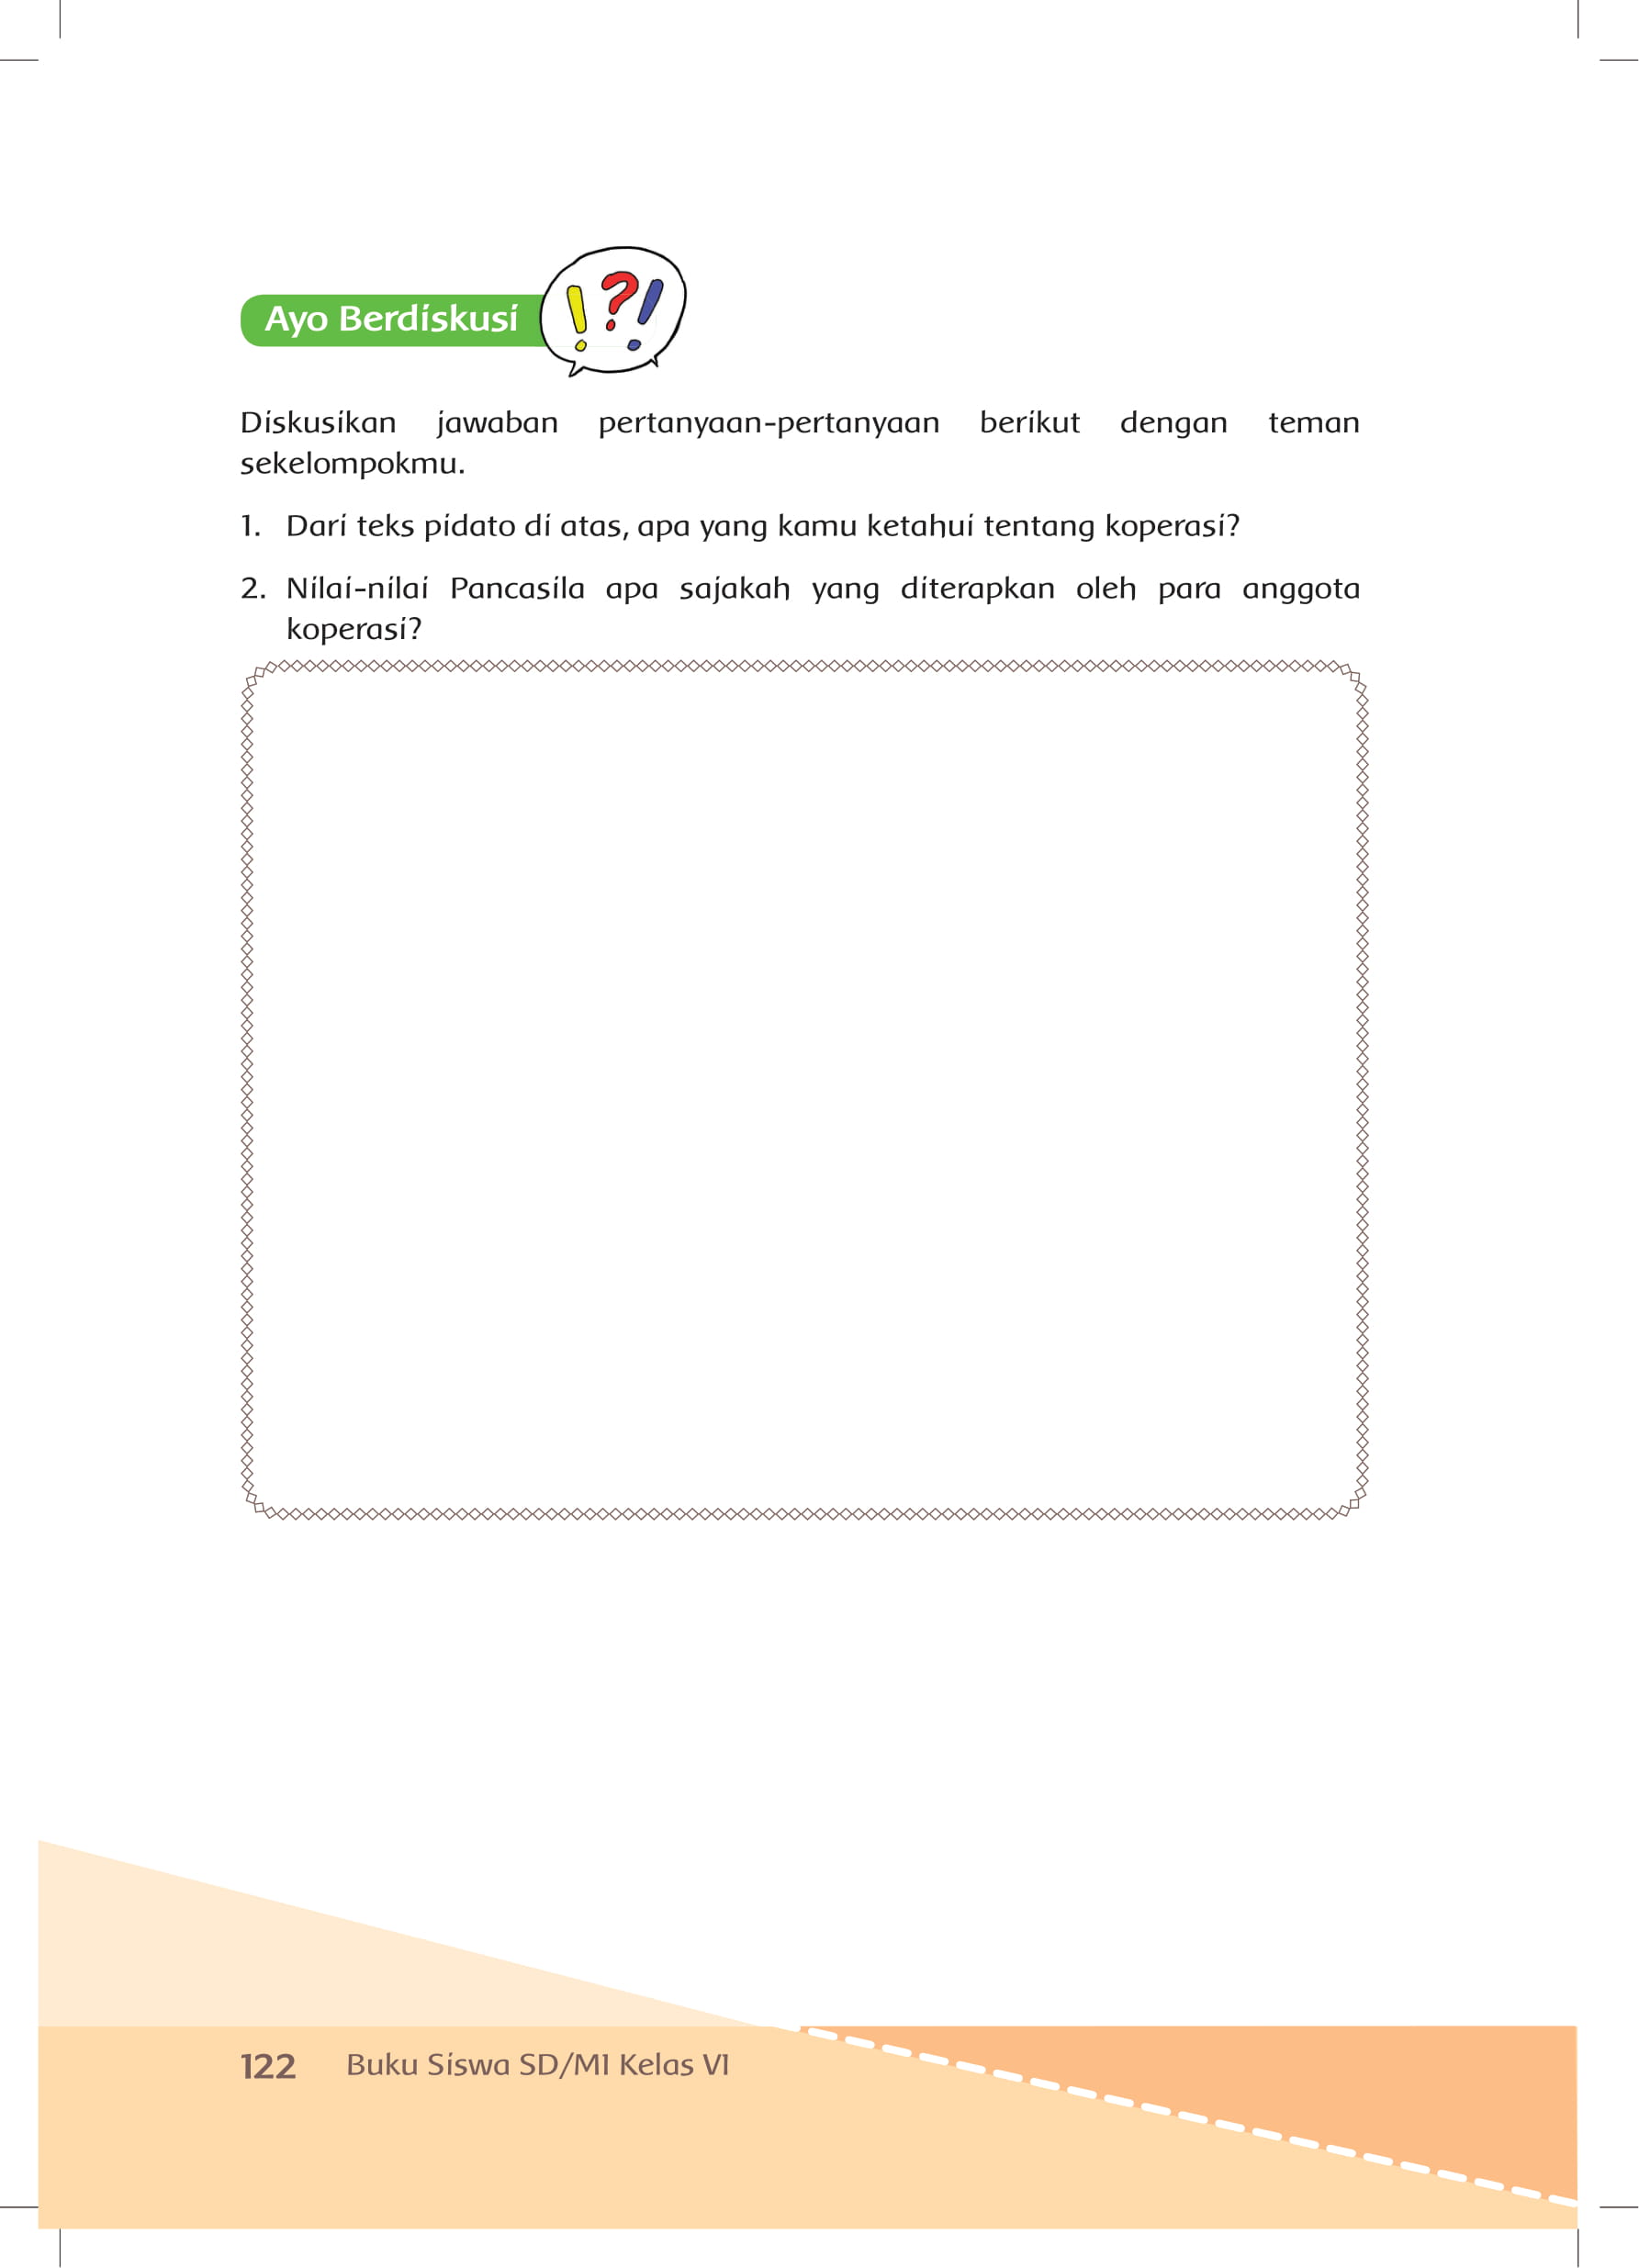 Ayo Berdiskusi
Diskusikan jawaban pertanyaan-pertanyaan berikut dengan teman
sekelompokmu.
1. Dari teks pidato di atas, apa yang kamu ketahui tentang koperasi?
2. Nilai-nilai Pancasila apa sajakah yang diterapkan oleh para anggota
koperasi?
122 Buku Siswa SD/MI Kelas VI